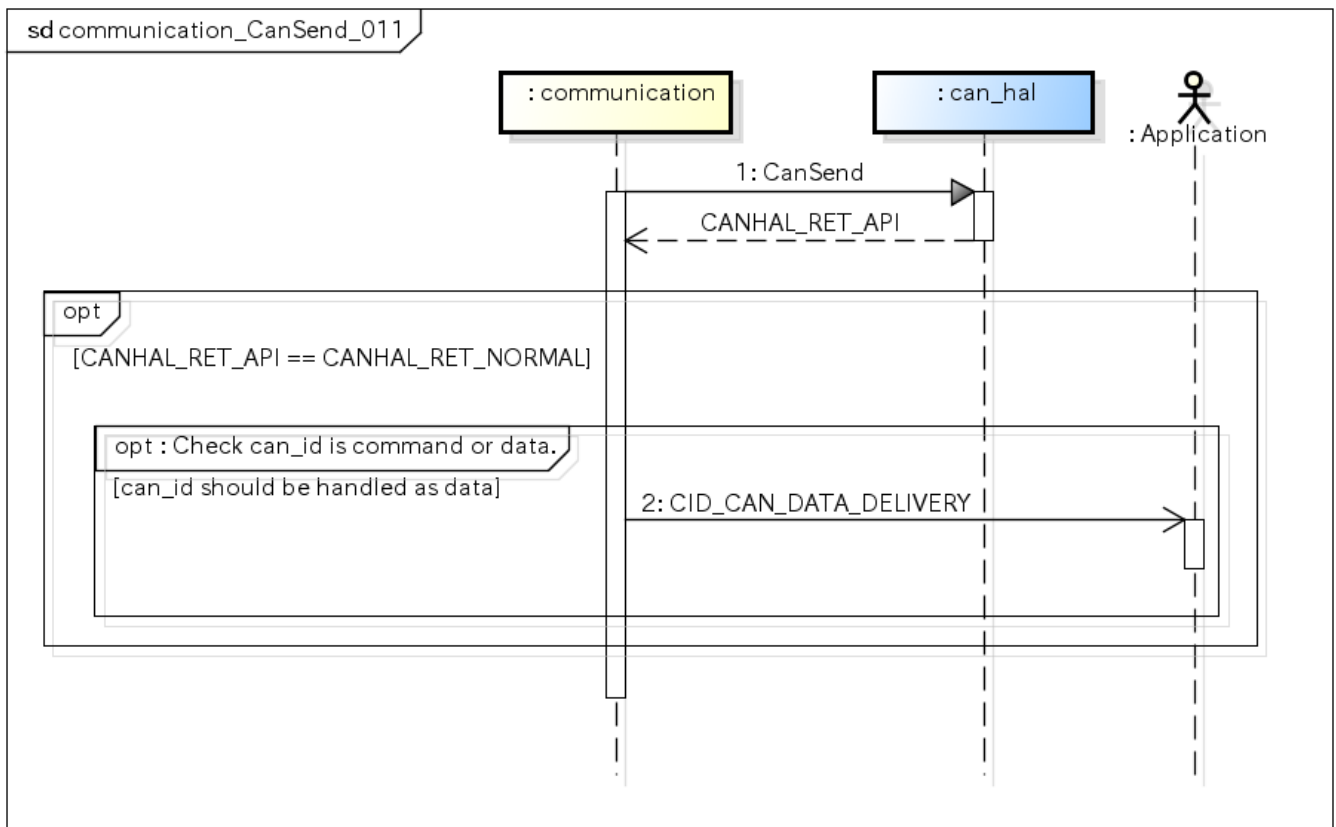 sd communication_CanSend_011
: communication
: can_hal
: Application
1: CanSend
CANHAL_RET_API
opt
[CANHAL_RET_API == CANHAL_RET_NORMAL]
opt : Check can_id is command or data.
[can_id should be handled as data]
2: CID_CAN_DATA_DELIVERY